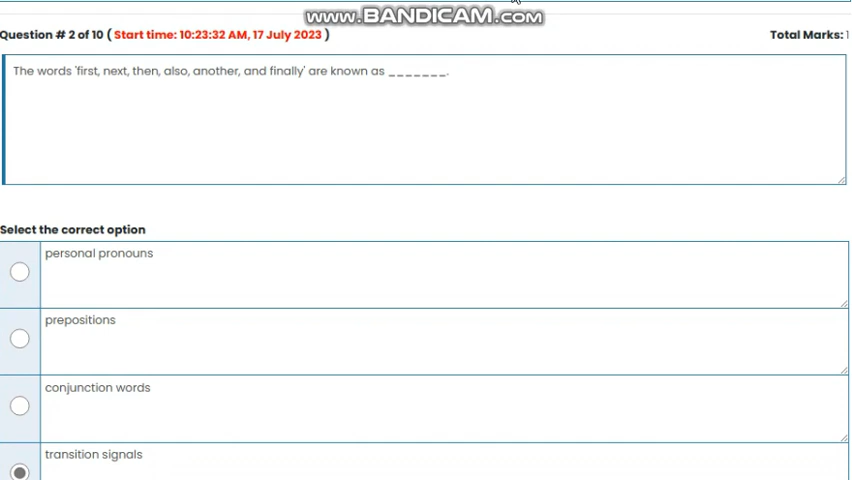 www.BANDICAM.com
Question # 2 of 10 ( Start time: 10:23:32 AM, 17 July 2023 )
Total Marks: 1
The words 'first, next, then, also, another, and finally' are known as _______.
Select the correct option
personal pronouns
prepositions
conjunction words
transition signals